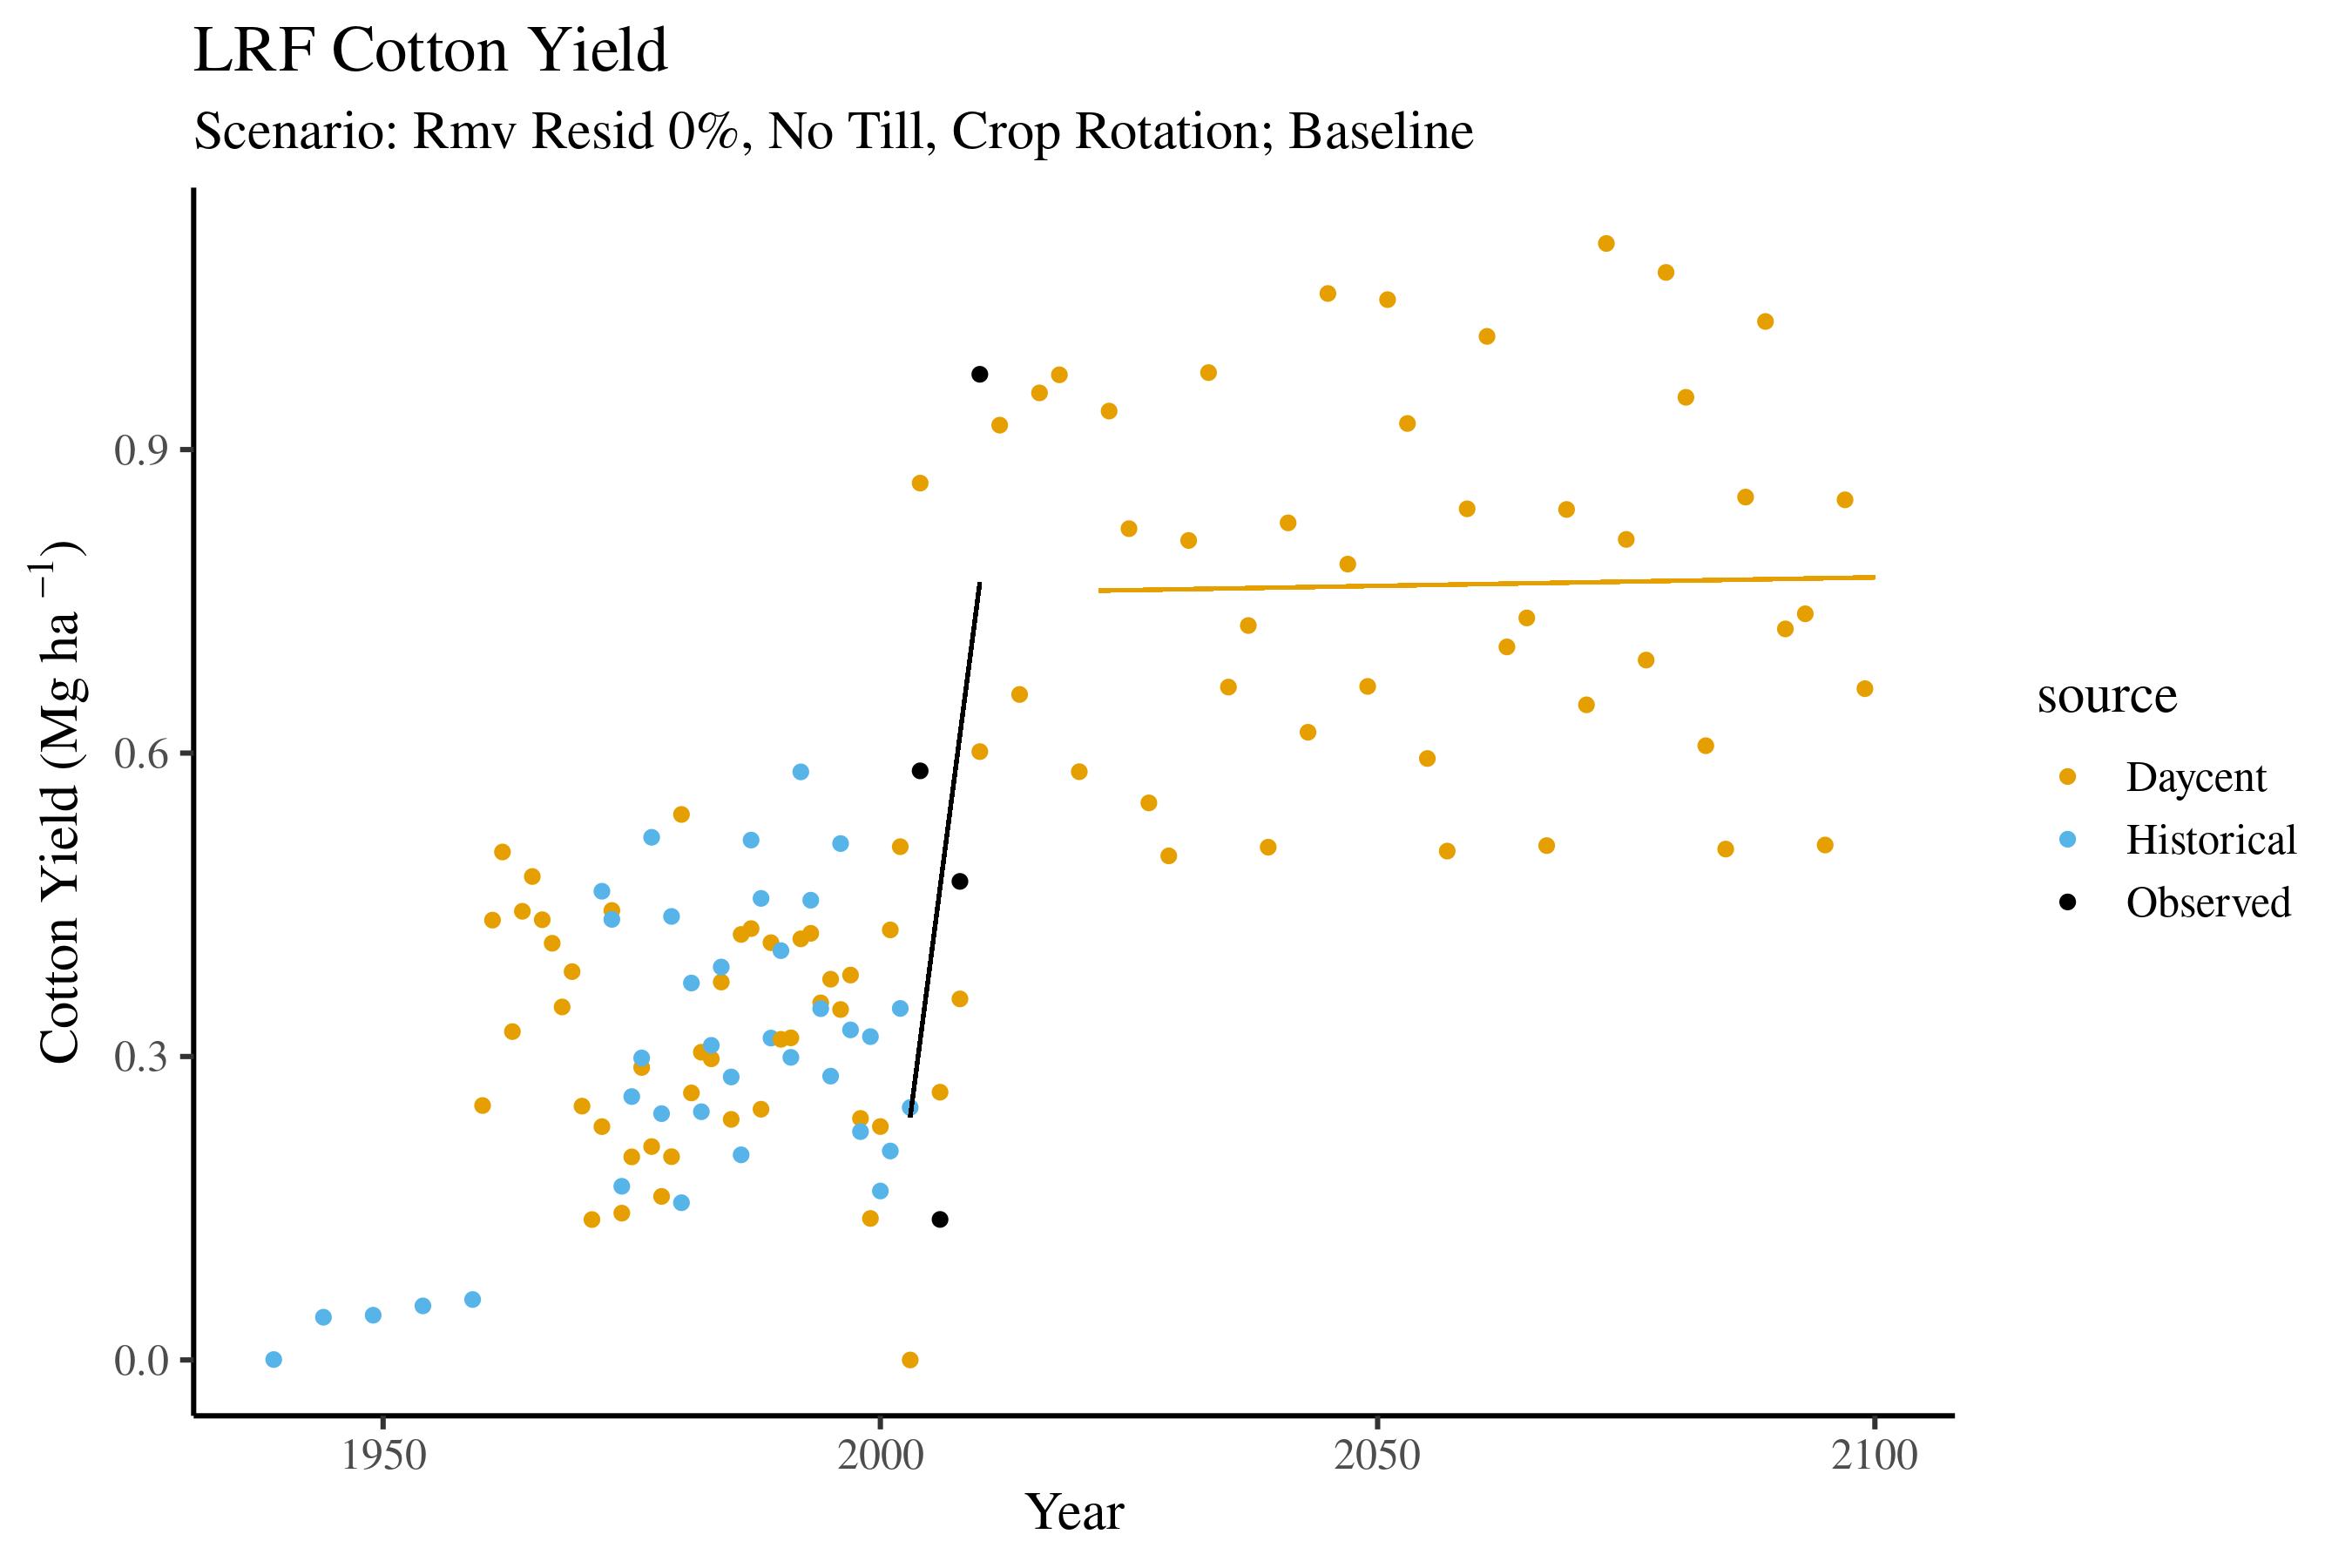 LRF Cotton Yield
Scenario: Rmv Resid 0%, No Till, Crop Rotation; Baseline
Cotton Yield (Mg ha⁻¹)
0.9
0.6
0.3
0.0
1950 2000 2050 2100
Year
source
Daycent
Historical
Observed